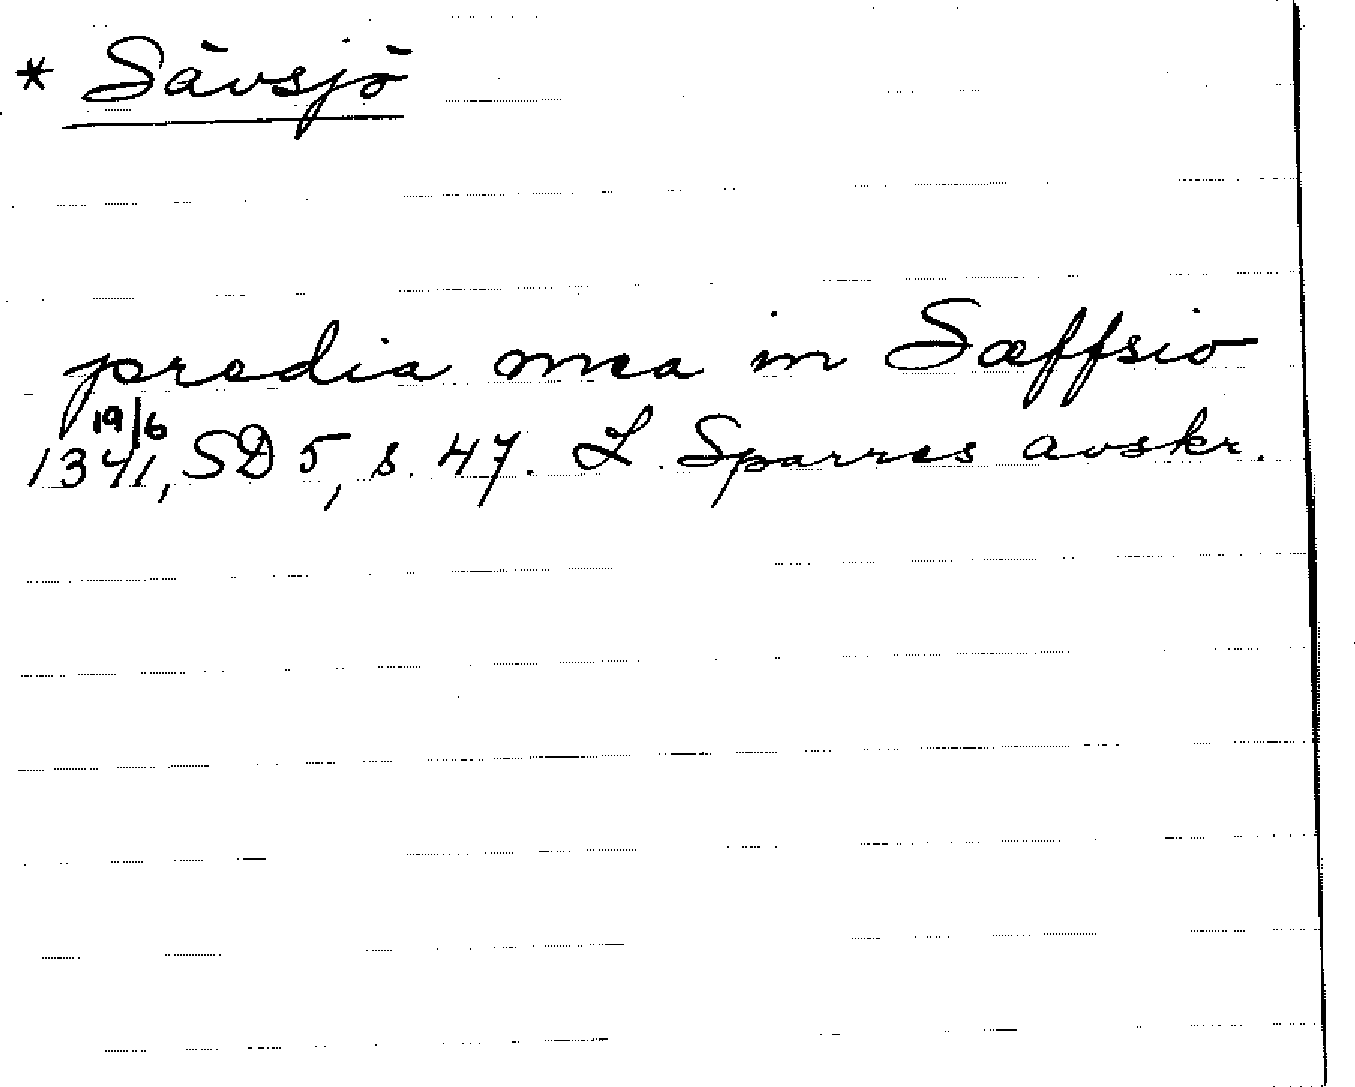 * Sävsjö
predia mea in Sæffsio
19/6
1341, SD 5, s. 47. L. Sparres avskr.